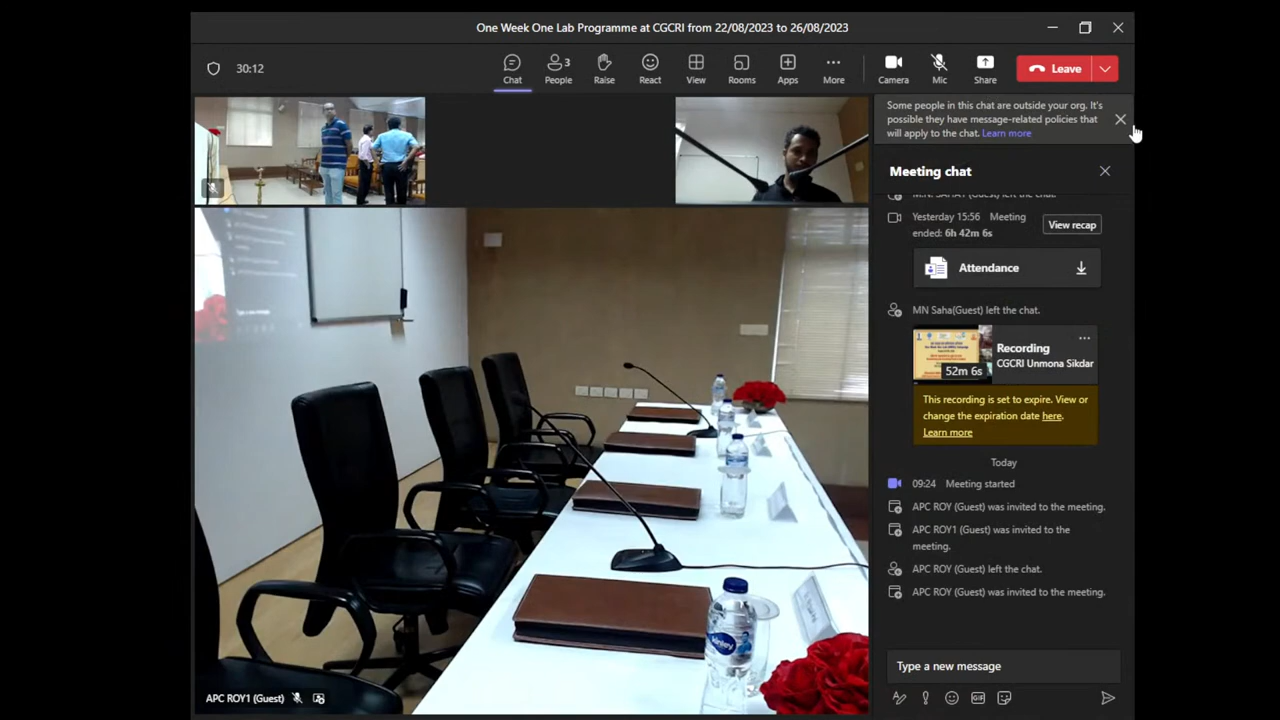 One Week One Lab Programme at CGCRI from 22/08/2023 to 26/08/2023
30:12
Chat
People
3
Raise
React
View
Rooms
Apps
More
Camera
Mic
Share
Leave
Some people in this chat are outside your org. It's
possible they have message-related policies that
will apply to the chat. Learn more
Meeting chat
(Guest) left the chat.
Yesterday 15:56 Meeting
ended: 6h 42m 6s
View recap
Attendance
MN Saha(Guest) left the chat.
Recording
CGCRI Unmona Sikdar
52m 6s
This recording is set to expire. View or
change the expiration date here.
Learn more
Today
09:24 Meeting started
APC ROY (Guest) was invited to the meeting.
APC ROY1 (Guest) was invited to the
meeting.
APC ROY (Guest) left the chat.
APC ROY (Guest) was invited to the meeting.
Type a new message
GIF
kinley
APC ROY1 (Guest)